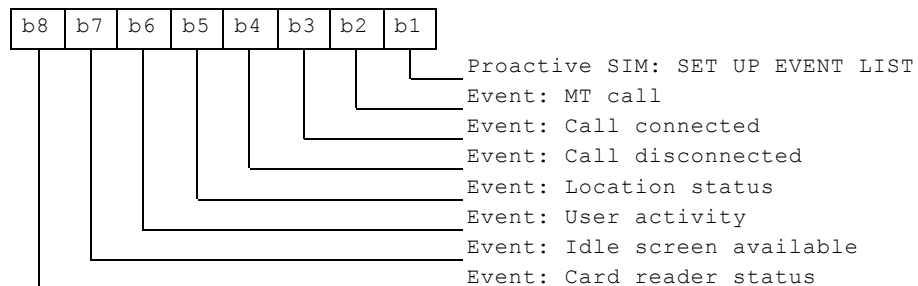 b8 b7 b6 b5 b4 b3 b2 b1
Proactive SIM: SET UP EVENT LIST
Event: MT call
Event: Call connected
Event: Call disconnected
Event: Location status
Event: User activity
Event: Idle screen available
Event: Card reader status